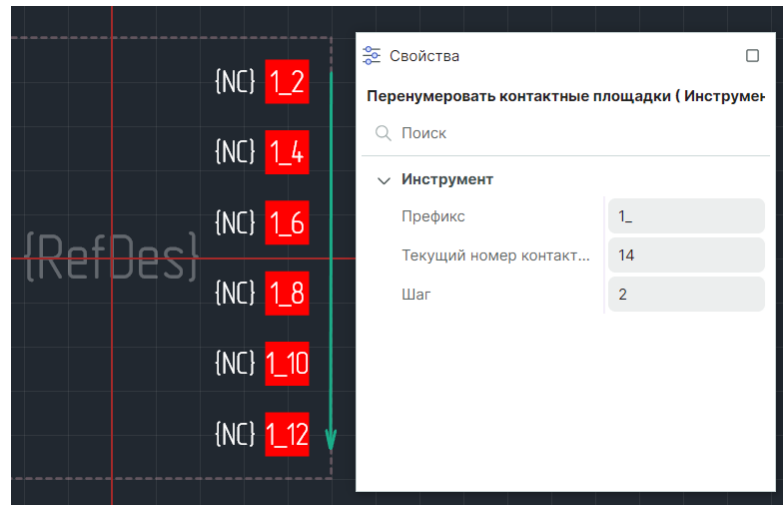 {NC} 1_2
{NC} 1_4
{NC} 1_6
{RefDes}
{NC} 1_8
{NC} 1_10
{NC} 1_12
Свойства
Перенумеровать контактные площадки ( Инструмен
Поиск
Инструмент
Префикс 1_
Текущий номер контакт... 14
Шаг 2